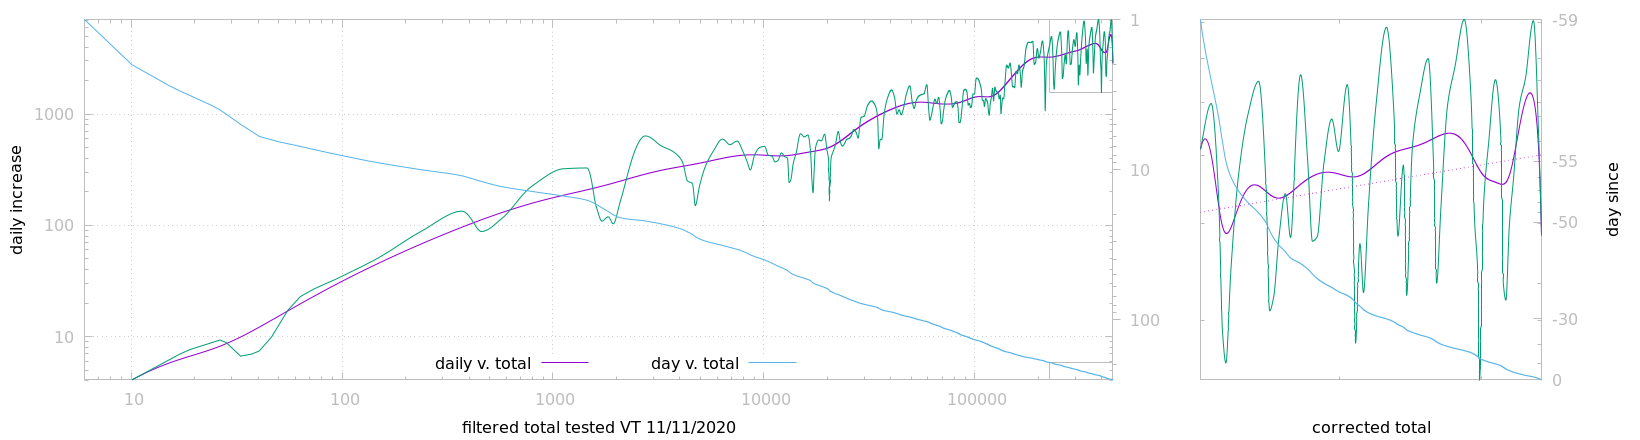 daily increase
1000
100
10
10
100
1000
10000
100000
1
10
100
daily v. total
day v. total
filtered total tested VT 11/11/2020
-59
-55
-50
-30
0
day since
corrected total